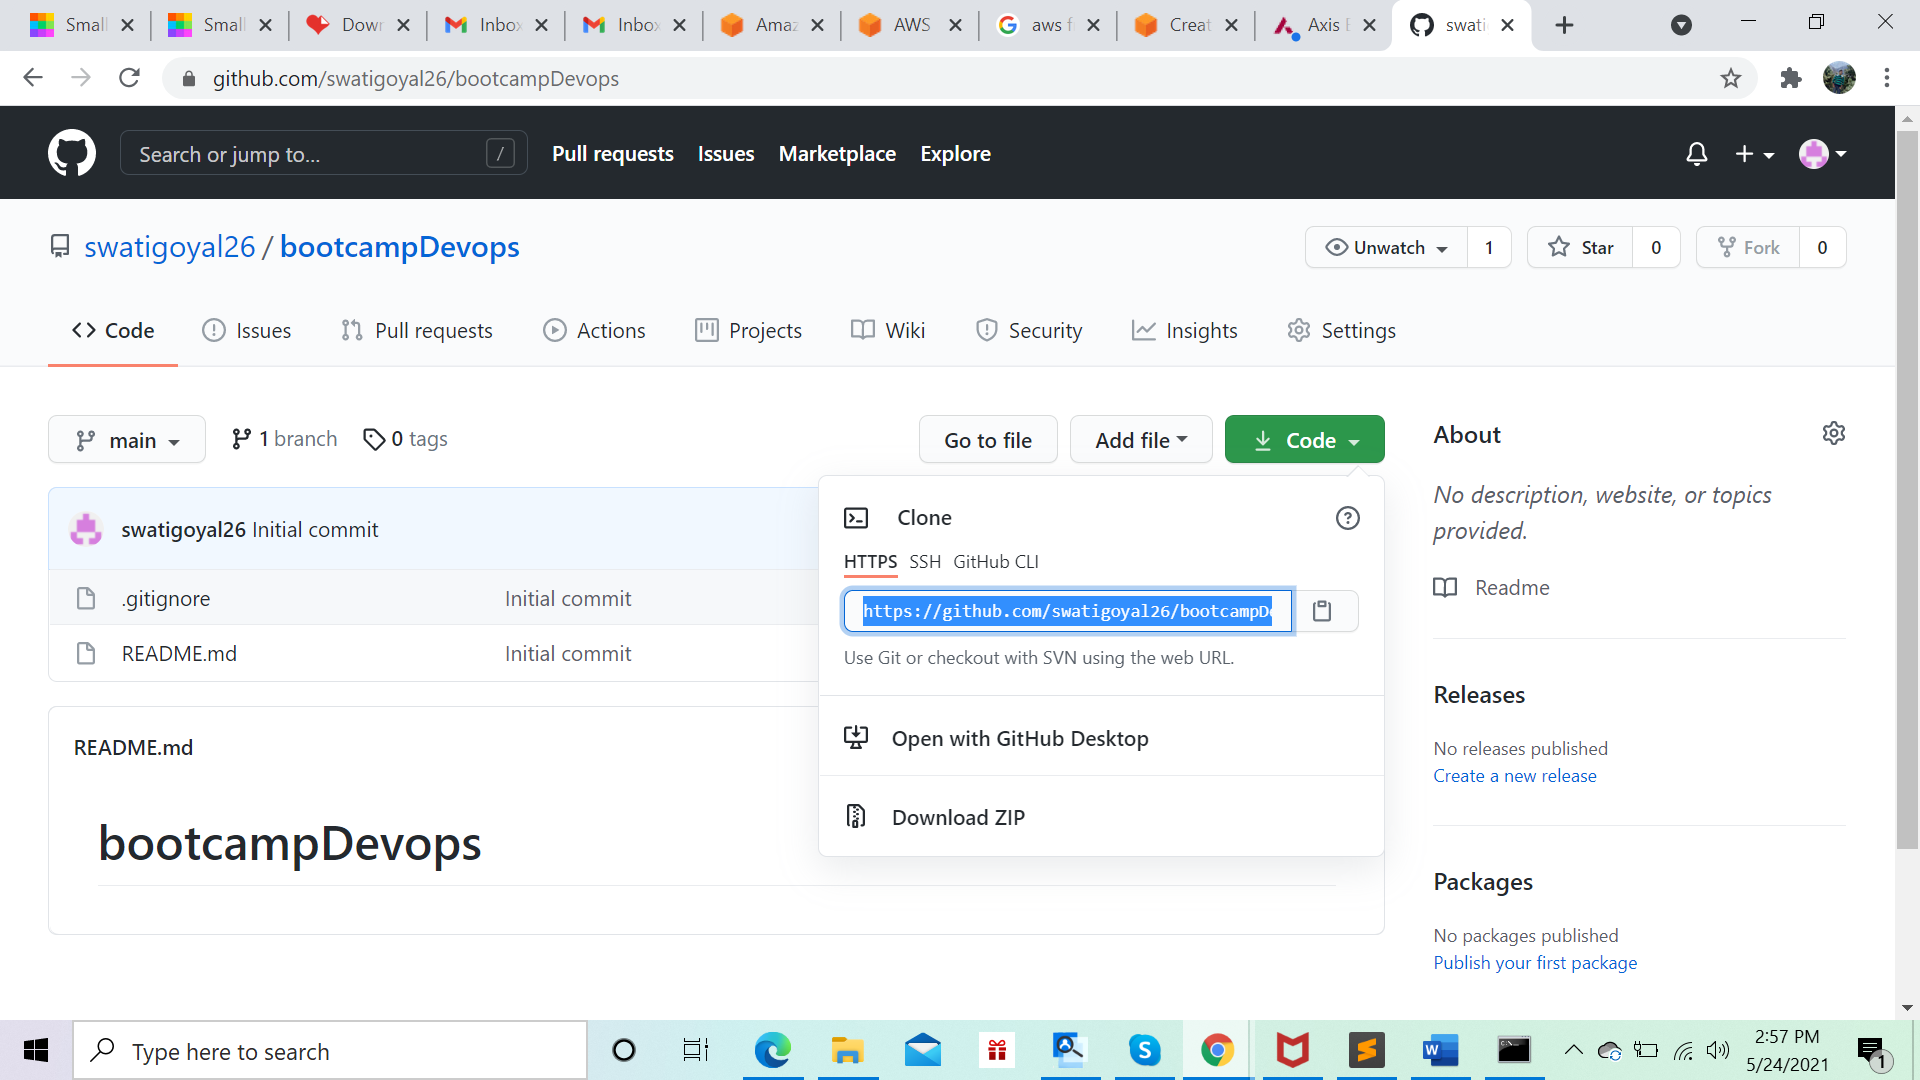 Small
Small
Down
Inbox
Inbox
Amaz
AWS
aws f
Creat
Axis
swati
github.com/swatigoyal26/bootcampDevops
Search or jump to...
/
Pull requests
Issues
Marketplace
Explore
swatigoyal26 / bootcampDevops
Unwatch 1
Star 0
Fork 0
Code
Issues
Pull requests
Actions
Projects
Wiki
Security
Insights
Settings
main
1 branch
0 tags
Go to file
Add file
Code
swatigoyal26 Initial commit
.gitignore Initial commit
README.md Initial commit
README.md
bootcampDevops
Clone
HTTPS SSH GitHub CLI
https://github.com/swatigoyal26/bootcampD
Use Git or checkout with SVN using the web URL.
Open with GitHub Desktop
Download ZIP
About
No description, website, or topics
provided.
Readme
Releases
No releases published
Create a new release
Packages
No packages published
Publish your first package
Type here to search
2:57 PM
5/24/2021
1